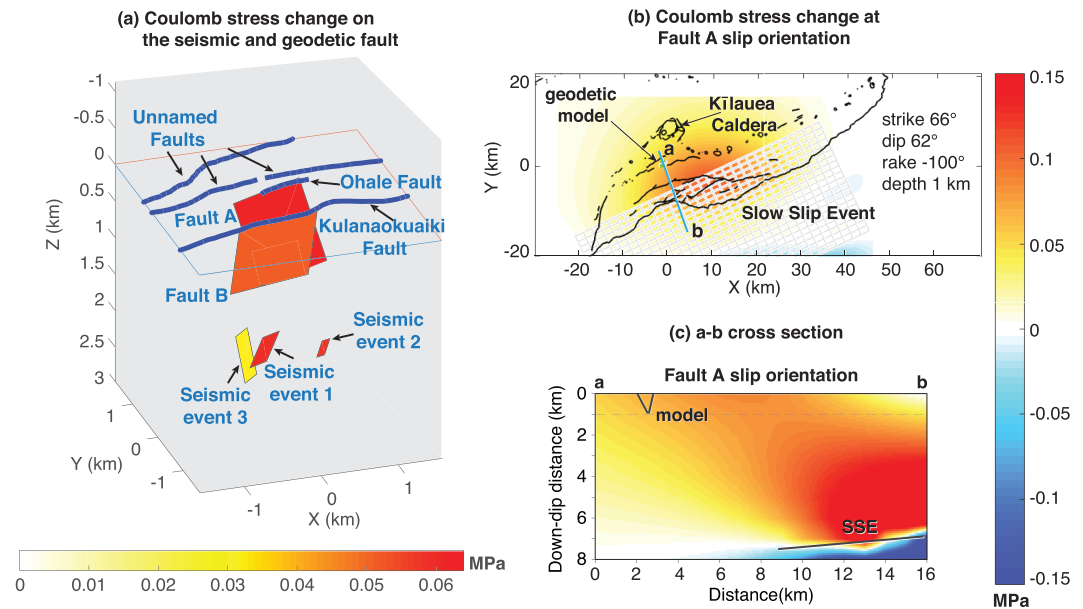 (a) Coulomb stress change on
the seismic and geodetic fault
-1
-0.5
0
0.5
1
1.5
2
2.5
3
Z (km)
Unnamed
Faults
Ohale Fault
Fault A
Kulanaokuaiki
Fault
Fault B
Seismic
event 2
Seismic
event 1
Seismic
event 3
1
0
-1
Y (km)
-1
0
1
X (km)
0
0.01
0.02
0.03
0.04
0.05
0.06
MPa
(b) Coulomb stress change at
Fault A slip orientation
20
0
-20
Y (km)
geodetic
model
Kīlauea
Caldera
a
b
Slow Slip Event
strike 66°
dip 62°
rake -100°
depth 1 km
-20
-10
0
10
20
30
40
50
60
X (km)
(c) a-b cross section
Fault A slip orientation
a
b
0
2
4
6
8
Down-dip distance (km)
model
SSE
0
2
4
6
8
10
12
14
16
Distance(km)
0.15
0.1
0.05
0
-0.05
-0.1
-0.15
MPa